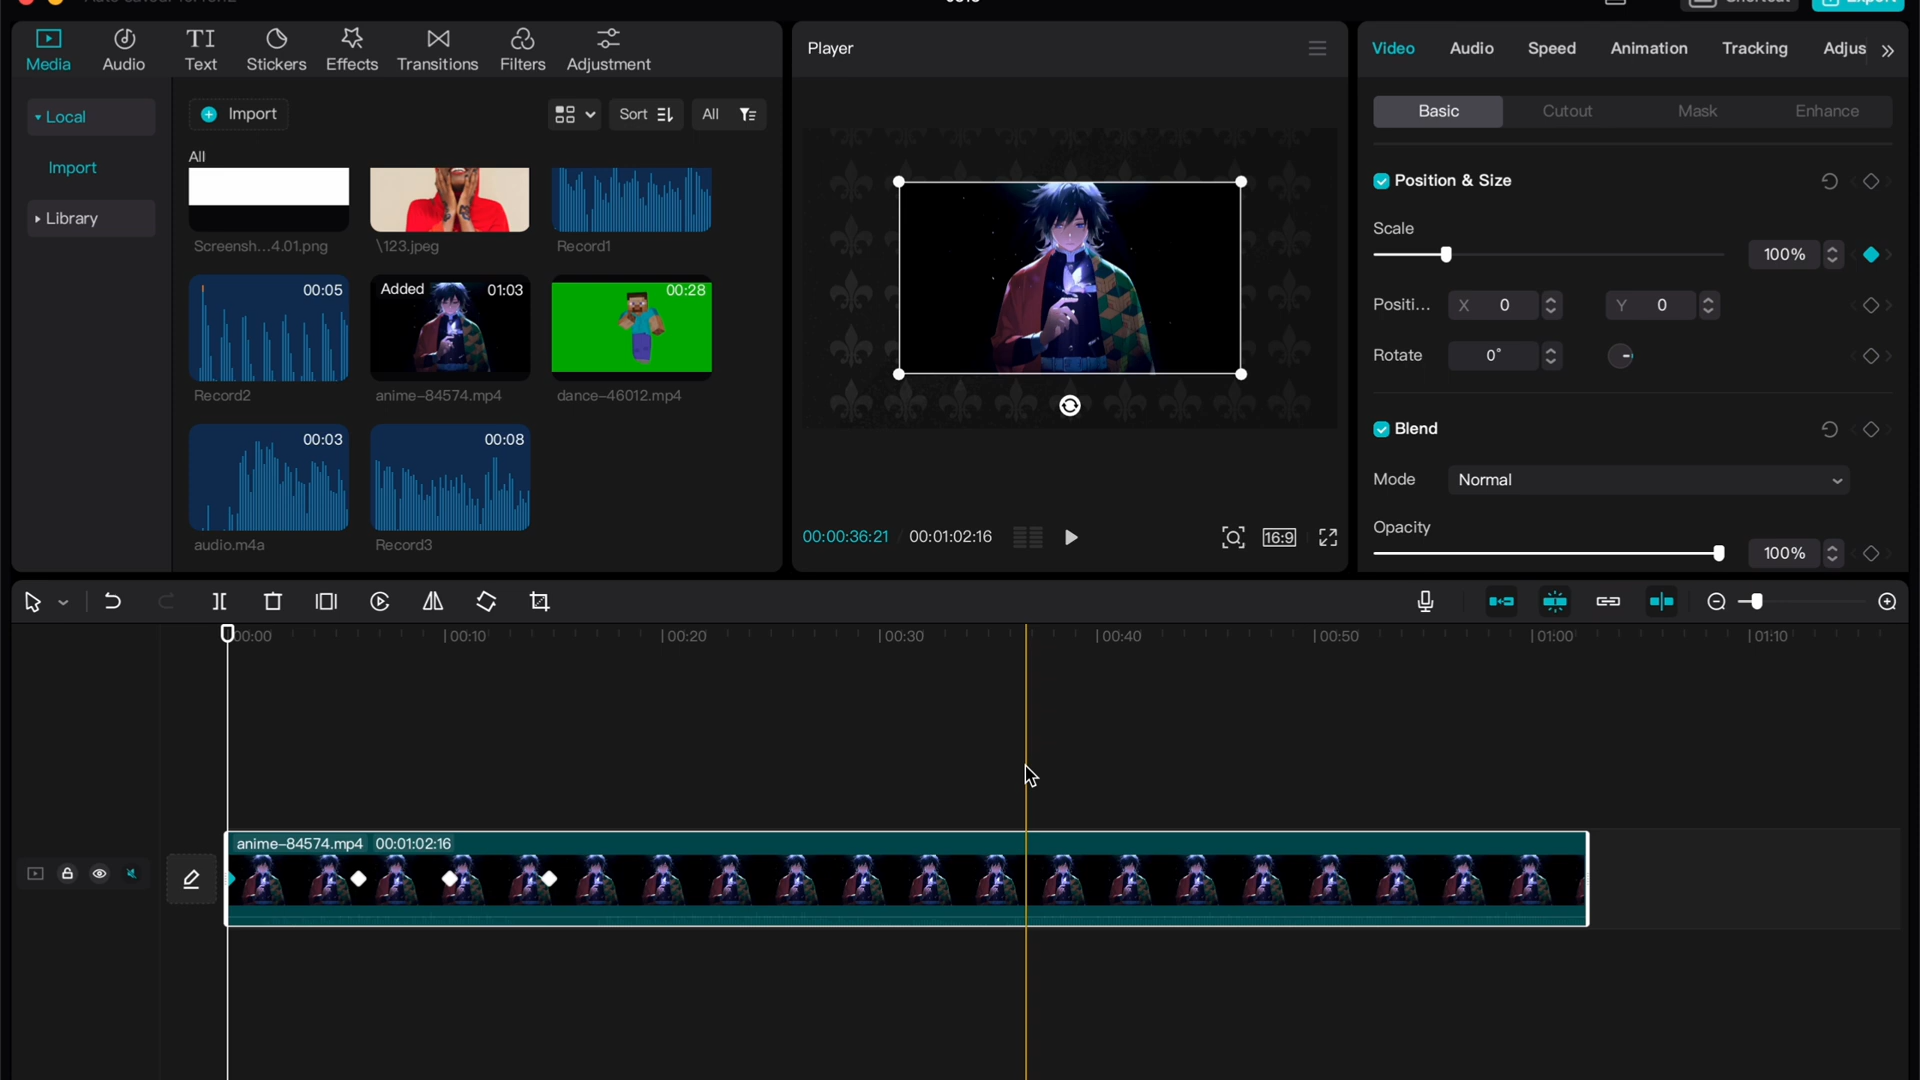 Media
Audio
Text
Stickers
Effects
Transitions
Filters
Adjustment
Local
Import
Library
Import
Sort
All
All
Screensh...4.01.png
\123.jpeg
Record1
00:05
Added
01:03
00:28
Record2
anime–84574.mp4
dance–46012.mp4
00:03
00:08
audio.m4a
Record3
Player
00:00:36:21 / 00:01:02:16
16:9
Export
Video
Audio
Speed
Animation
Tracking
Adjus
Basic
Cutout
Mask
Enhance
Position & Size
Scale
100%
Positi... X 0 Y 0
Rotate 0°
Blend
Mode Normal
Opacity
100%
00:00 00:10 00:20 00:30 00:40 00:50 01:00 01:10
anime–84574.mp4 00:01:02:16